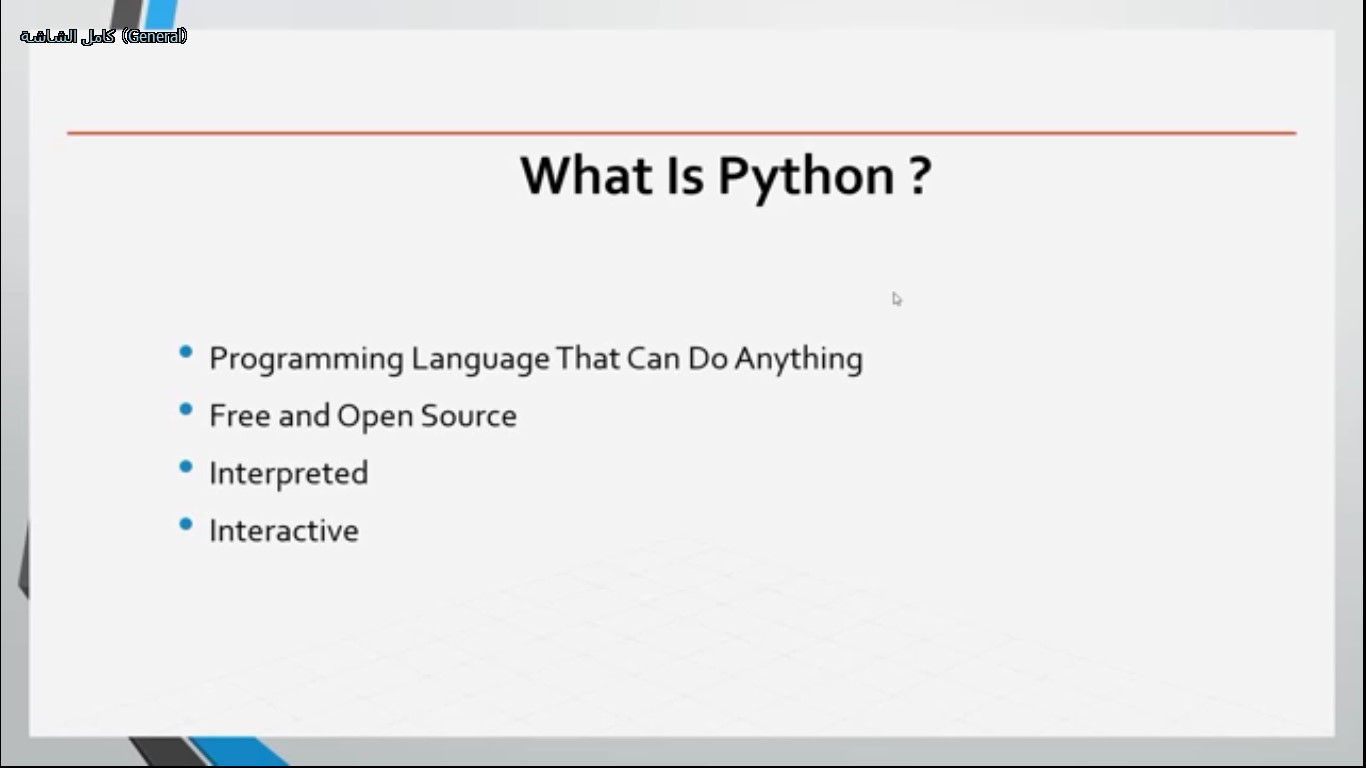 كامل الشاشة (General)
What Is Python ?
Programming Language That Can Do Anything
Free and Open Source
Interpreted
Interactive